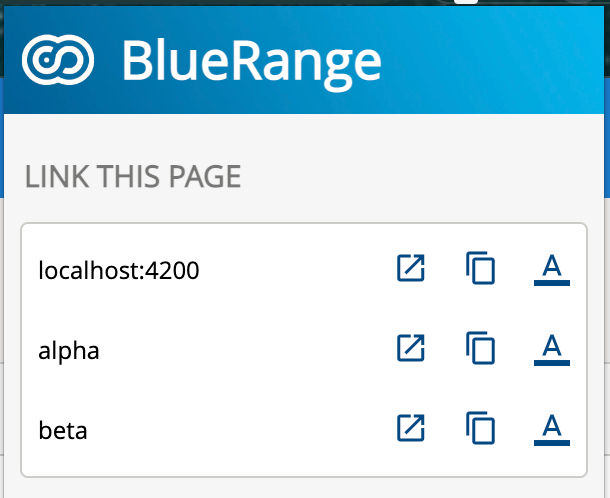 BlueRange
LINK THIS PAGE
localhost:4200 A
alpha A
beta A